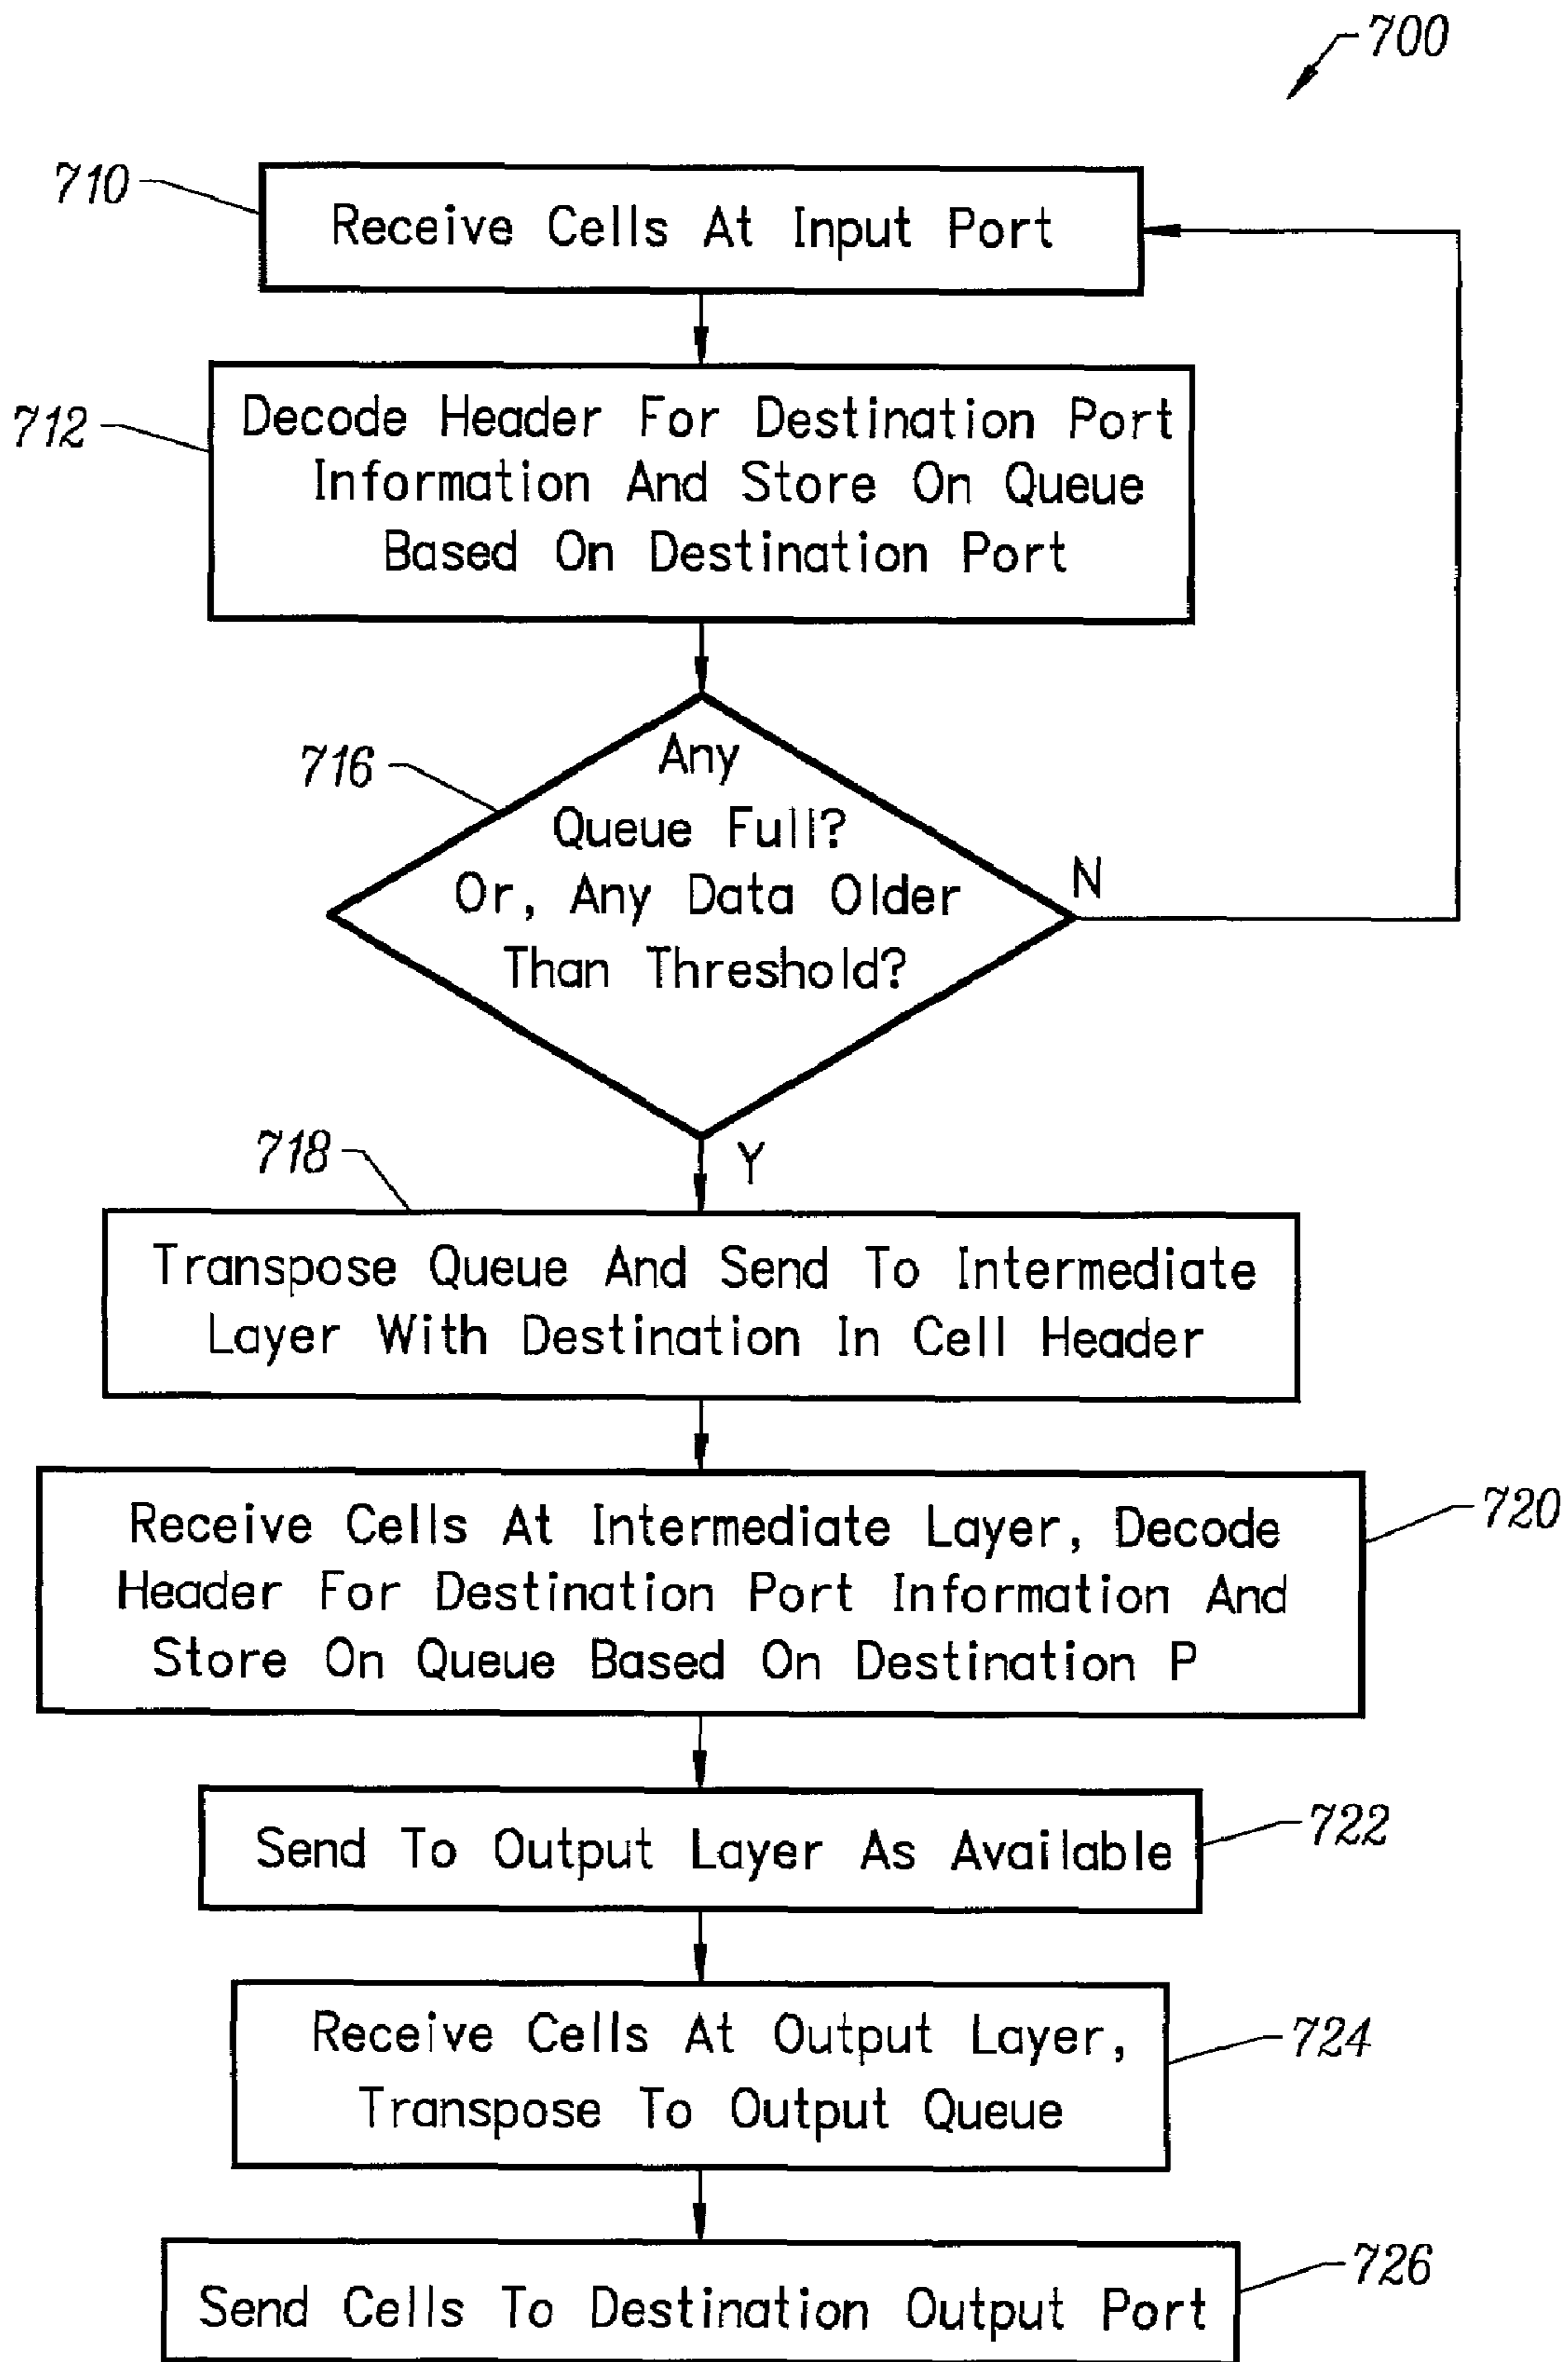 700
710
Receive Cells At Input Port
712
Decode Header For Destination Port
Information And Store On Queue
Based On Destination Port
716
Any
Queue Full?
Or, Any Data Older
Than Threshold?
N
Y
718
Transpose Queue And Send To Intermediate
Layer With Destination In Cell Header
720
Receive Cells At Intermediate Layer, Decode
Header For Destination Port Information And
Store On Queue Based On Destination P
722
Send To Output Layer As Available
724
Receive Cells At Output Layer,
Transpose To Output Queue
726
Send Cells To Destination Output Port